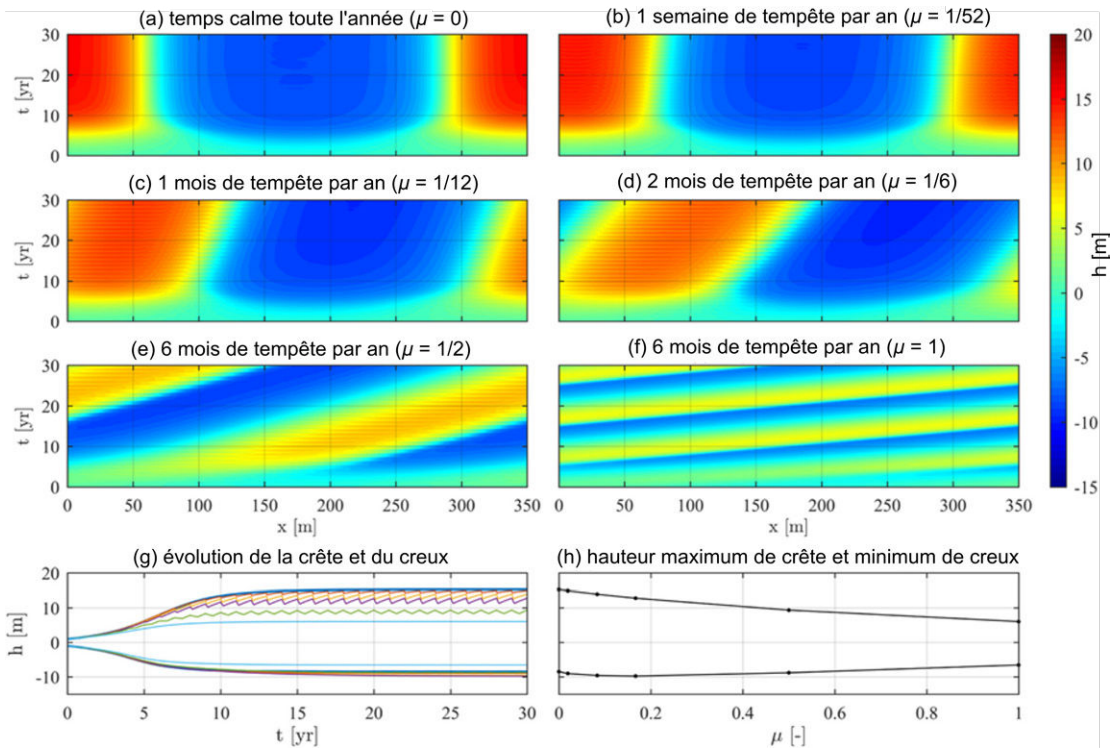 (a) temps calme toute l'année (μ = 0)
(b) 1 semaine de tempête par an (μ = 1/52)
t [yr]
30
20
10
0
t [yr]
30
20
10
0
(c) 1 mois de tempête par an (μ = 1/12)
(d) 2 mois de tempête par an (μ = 1/6)
t [yr]
30
20
10
0
t [yr]
30
20
10
0
(e) 6 mois de tempête par an (μ = 1/2)
(f) 6 mois de tempête par an (μ = 1)
t [yr]
30
20
10
0
30
20
10
0
0 50 100 150 200 250 300 350
x [m]
0 50 100 150 200 250 300 350
x [m]
20
15
10
5
0
-5
-10
-15
h [m]
(g) évolution de la crête et du creux
(h) hauteur maximum de crête et minimum de creux
h [m]
20
10
0
-10
0 5 10 15 20 25 30
t [yr]
0 0.2 0.4 0.6 0.8 1
μ [-]